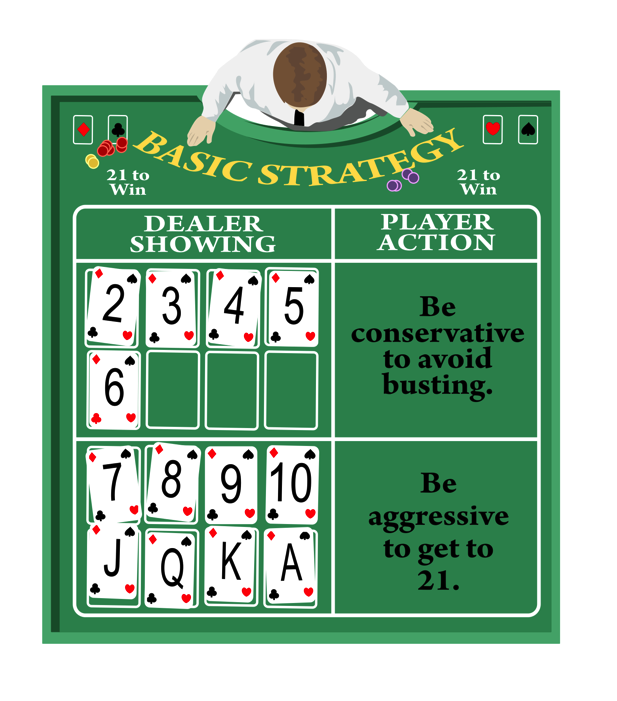 BASIC STRATEGY
21 to
Win
21 to
Win
DEALER
SHOWING
PLAYER
ACTION
2 3 4 5
6
Be
conservative
to avoid
busting.
7 8 9 10
J Q K A
Be
aggressive
to get to
21.